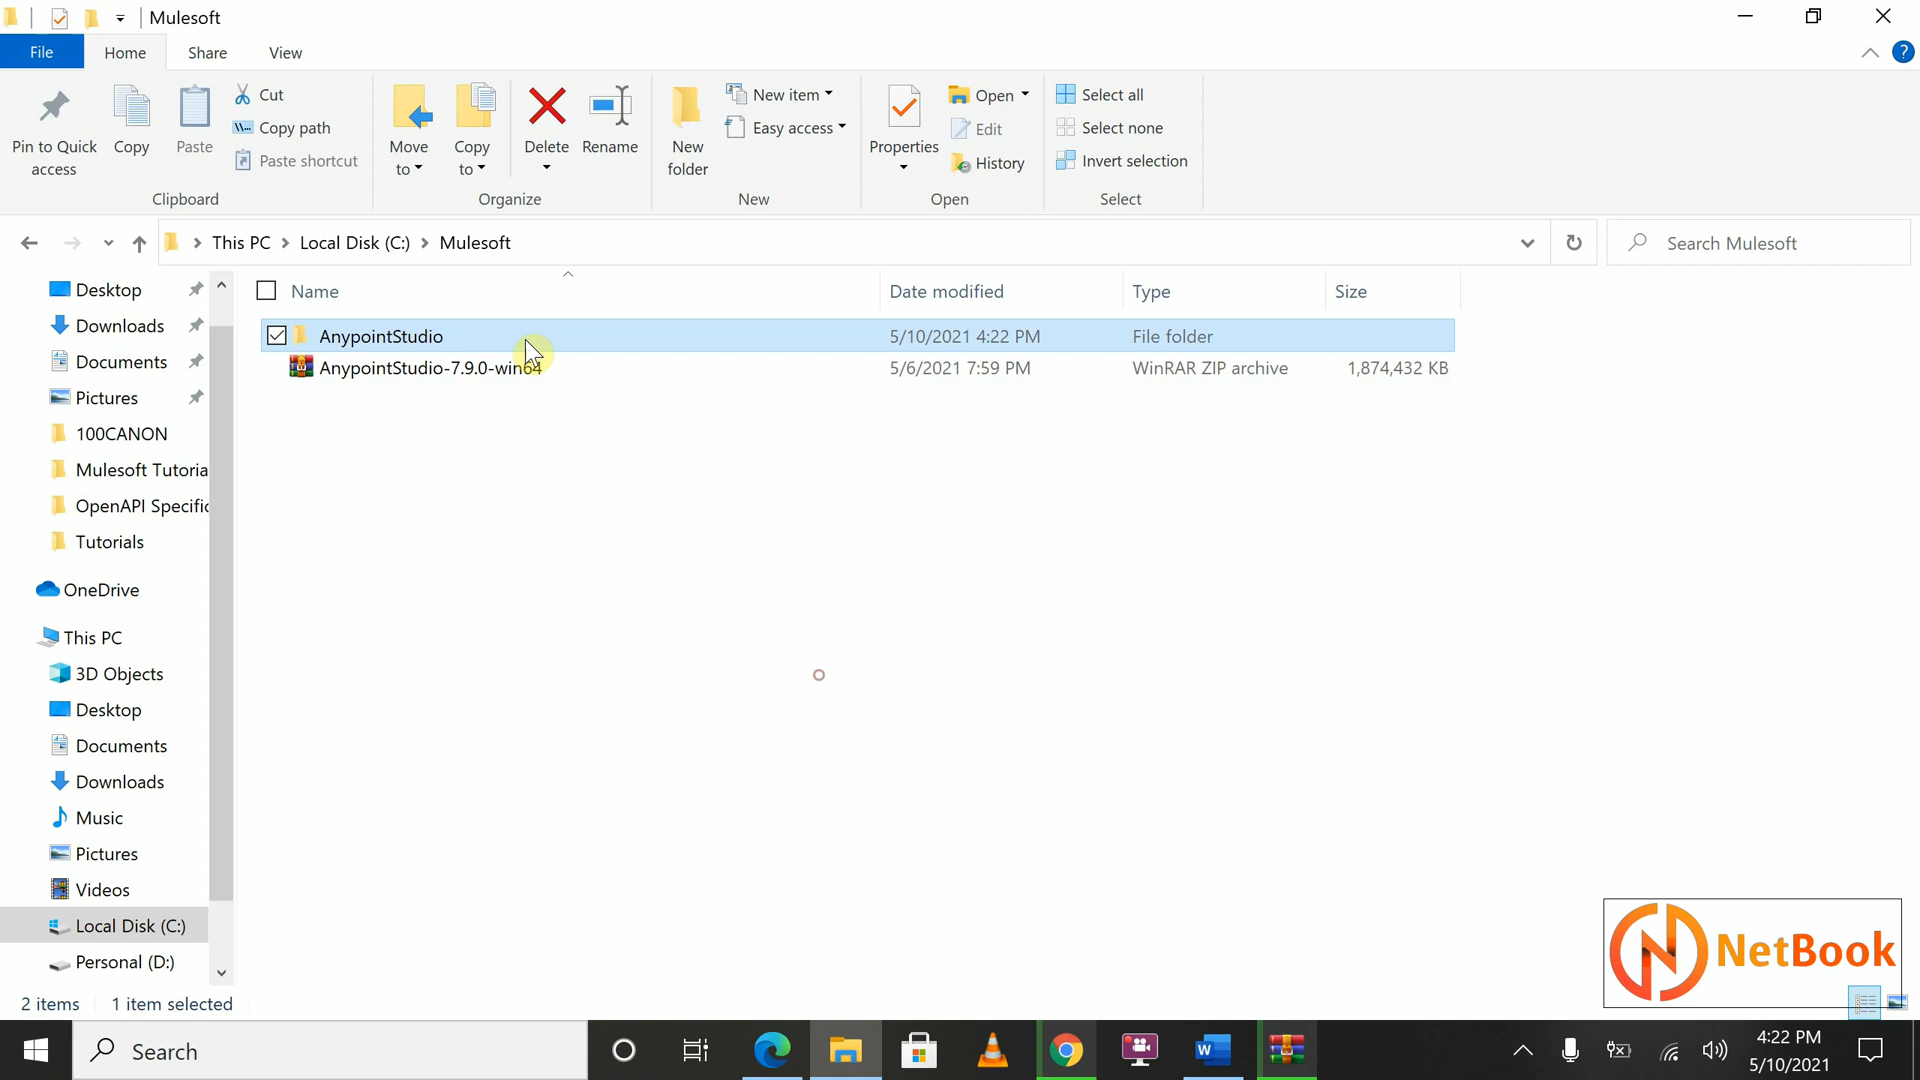 Mulesoft
File Home Share View
Pin to Quick access
Copy
Paste
Cut
Copy path
Paste shortcut
Clipboard
Move to
Copy to
Delete
Rename
Organize
New folder
New item
Easy access
New
Properties
Open
Edit
History
Open
Select all
Select none
Invert selection
Select
This PC Local Disk (C:) Mulesoft
Search Mulesoft
Name Date modified Type Size
AnypointStudio 5/10/2021 4:22 PM File folder
AnypointStudio-7.9.0-win64 5/6/2021 7:59 PM WinRAR ZIP archive 1,874,432 KB
Desktop
Downloads
Documents
Pictures
100CANON
Mulesoft Tutoria
OpenAPI Specific
Tutorials
OneDrive
This PC
3D Objects
Desktop
Documents
Downloads
Music
Pictures
Videos
Local Disk (C:)
Personal (D:)
NetBook
2 items 1 item selected
Search
4:22 PM
5/10/2021